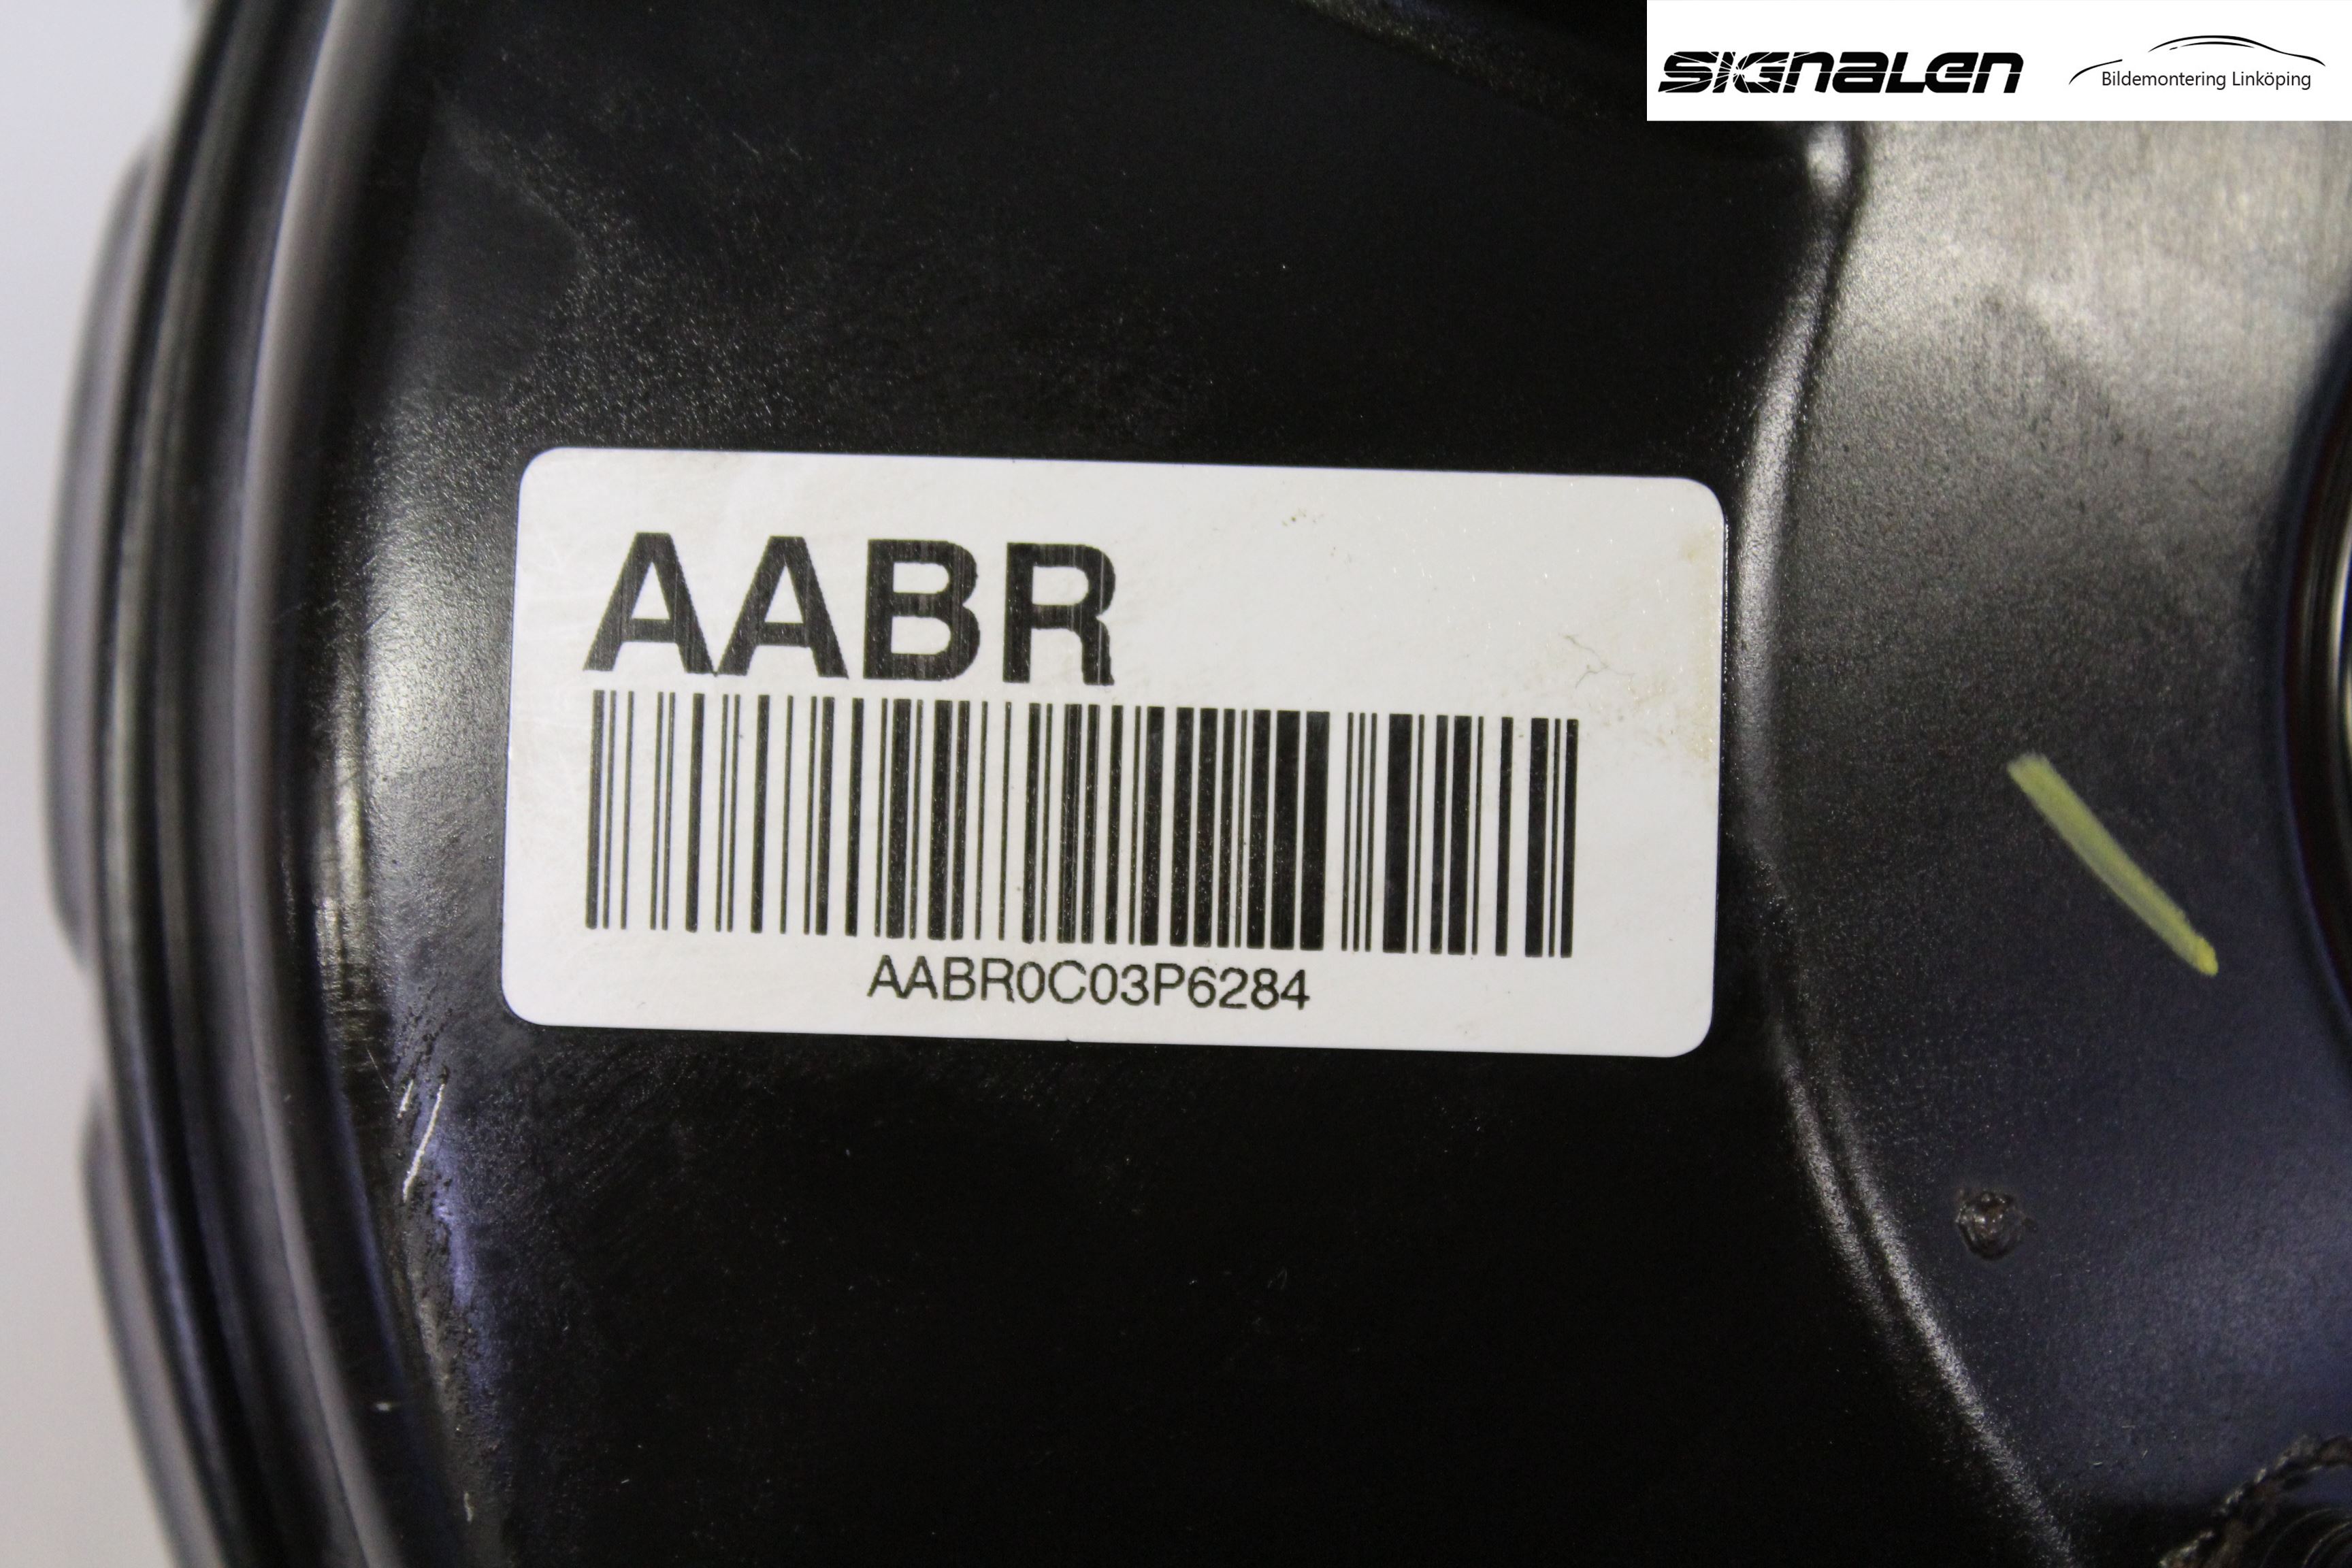 SIGNALEN
Bildemontering Linköping
AABR
AABR0C03P6284